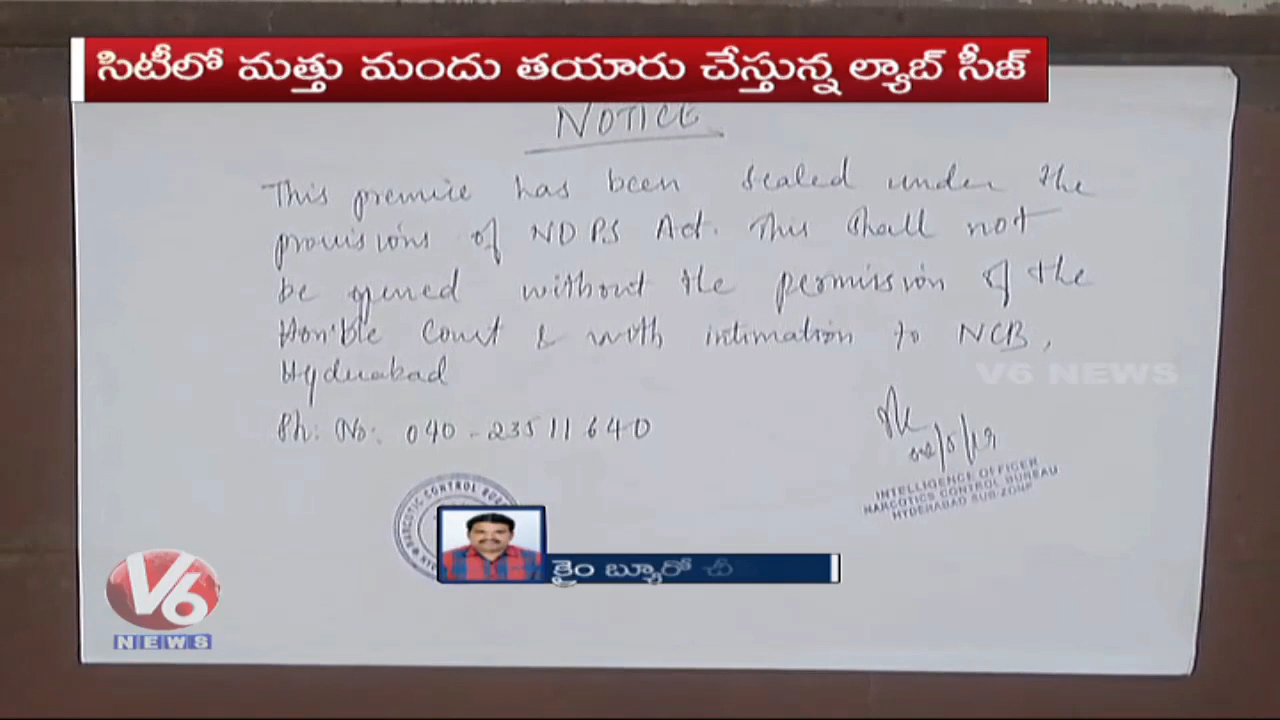 సిటీలో మత్తు మందు తయారు చేస్తున్న ల్యాబ్ సీజ్
NOTICE
This premise has been sealed under the
provisions of NDPS Act. This shall not
be opened without the permission of the
Hon'ble Court & with intimation to NCB,
Hyderabad
V6 NEWS
Ph: No: 040-23511640
INTELLIGENCE OFFICER
NARCOTICS CONTROL BUREAU
HYDERABAD SUB-ZONE
NARCOTIC CONTROL
క్రైం బ్యూరో చీ
V6
NEWS